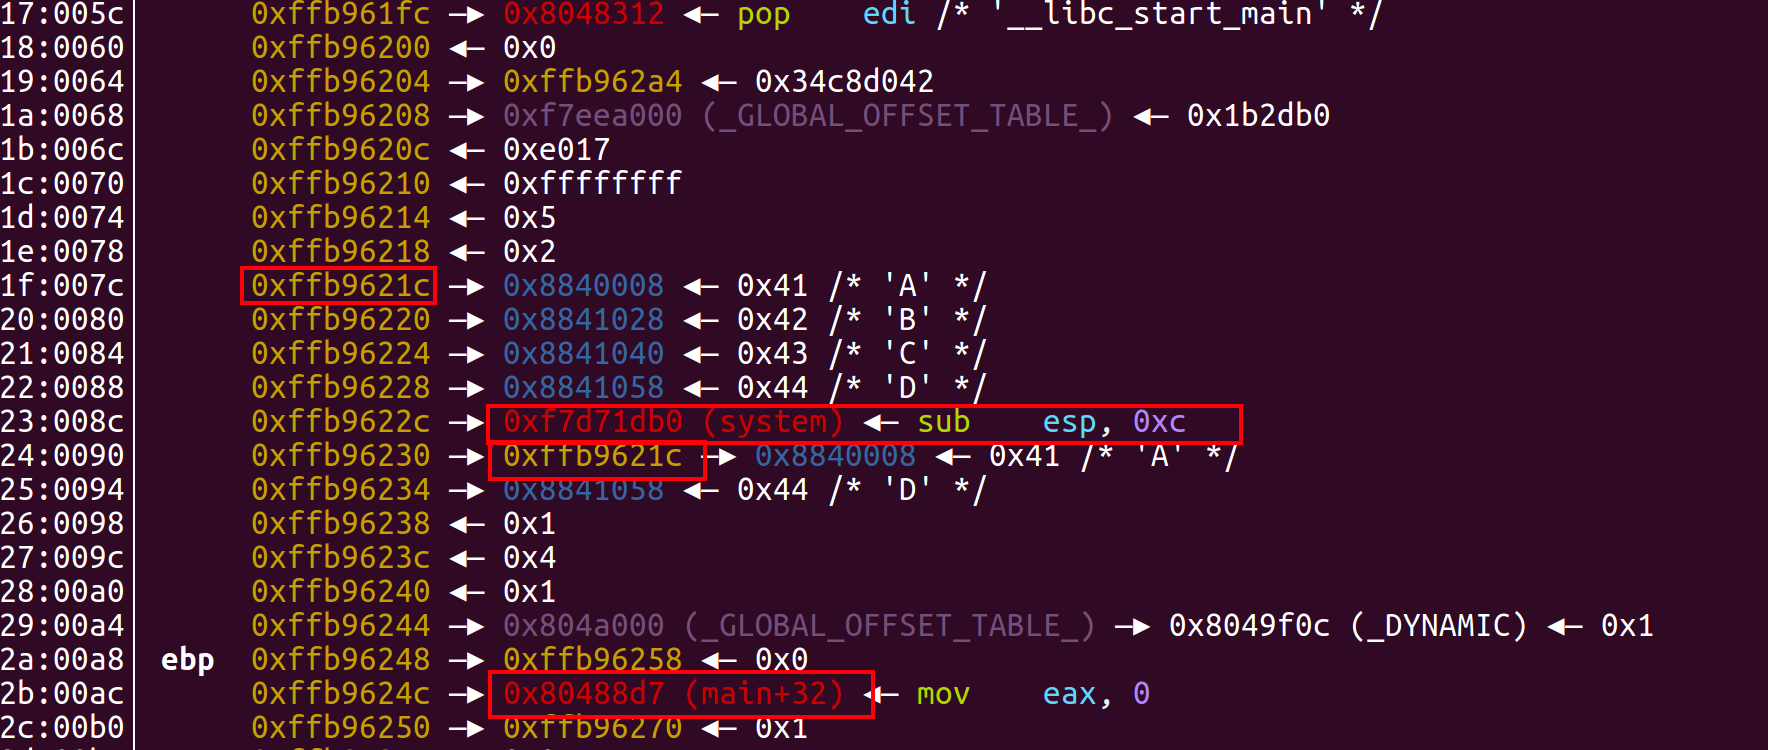 17:005c 0xffb961fc —▸ 0x8048312 ◂— pop edi /* '__libc_start_main' */
18:0060 0xffb96200 ◂— 0x0
19:0064 0xffb96204 —▸ 0xffb962a4 ◂— 0x34c8d042
1a:0068 0xffb96208 —▸ 0xf7eea000 (_GLOBAL_OFFSET_TABLE_) ◂— 0x1b2db0
1b:006c 0xffb9620c ◂— 0xe017
1c:0070 0xffb96210 ◂— 0xffffffff
1d:0074 0xffb96214 ◂— 0x5
1e:0078 0xffb96218 ◂— 0x2
1f:007c 0xffb9621c —▸ 0x8840008 ◂— 0x41 /* 'A' */
20:0080 0xffb96220 —▸ 0x8841028 ◂— 0x42 /* 'B' */
21:0084 0xffb96224 —▸ 0x8841040 ◂— 0x43 /* 'C' */
22:0088 0xffb96228 —▸ 0x8841058 ◂— 0x44 /* 'D' */
23:008c 0xffb9622c —▸ 0xf7d71db0 (system) ◂— sub esp, 0xc
24:0090 0xffb96230 —▸ 0xffb9621c —▸ 0x8840008 ◂— 0x41 /* 'A' */
25:0094 0xffb96234 —▸ 0x8841058 ◂— 0x44 /* 'D' */
26:0098 0xffb96238 ◂— 0x1
27:009c 0xffb9623c ◂— 0x4
28:00a0 0xffb96240 ◂— 0x1
29:00a4 0xffb96244 —▸ 0x804a000 (_GLOBAL_OFFSET_TABLE_) —▸ 0x8049f0c (_DYNAMIC) ◂— 0x1
2a:00a8 ebp 0xffb96248 —▸ 0xffb96258 ◂— 0x0
2b:00ac 0xffb9624c —▸ 0x80488d7 (main+32) ◂— mov eax, 0
2c:00b0 0xffb96250 —▸ 0xffb96270 ◂— 0x1